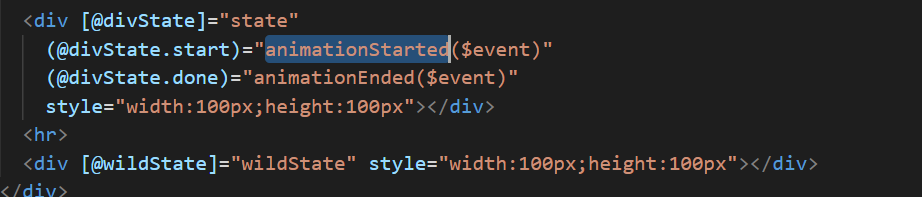 <div [@divState]="state"
(@divState.start)="animationStarted($event)"
(@divState.done)="animationEnded($event)"
style="width:100px;height:100px"></div>
<hr>
<div [@wildState]="wildState" style="width:100px;height:100px"></div>
</div>